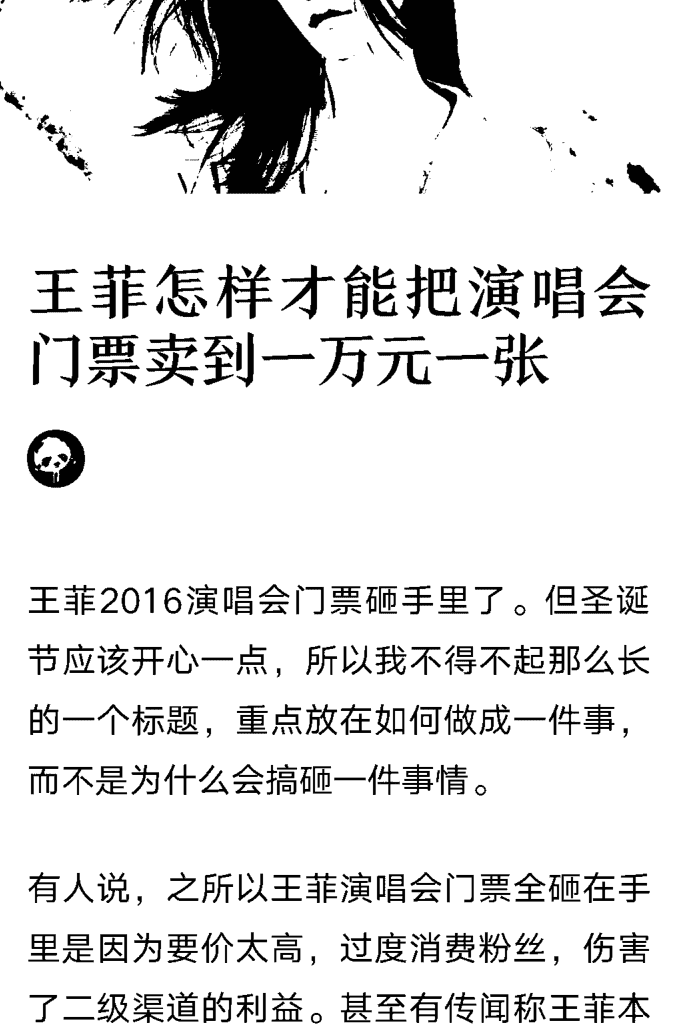 王菲怎样才能把演唱会
门票卖到一万元一张
王菲2016演唱会门票砸手里了。但圣诞
节应该开心一点，所以我不得不起那么长
的一个标题，重点放在如何做成一件事，
而不是为什么会搞砸一件事情。
有人说，之所以王菲演唱会门票全砸在手
里是因为要价太高，过度消费粉丝，伤害
了二级渠道的利益。甚至有传闻称王菲本